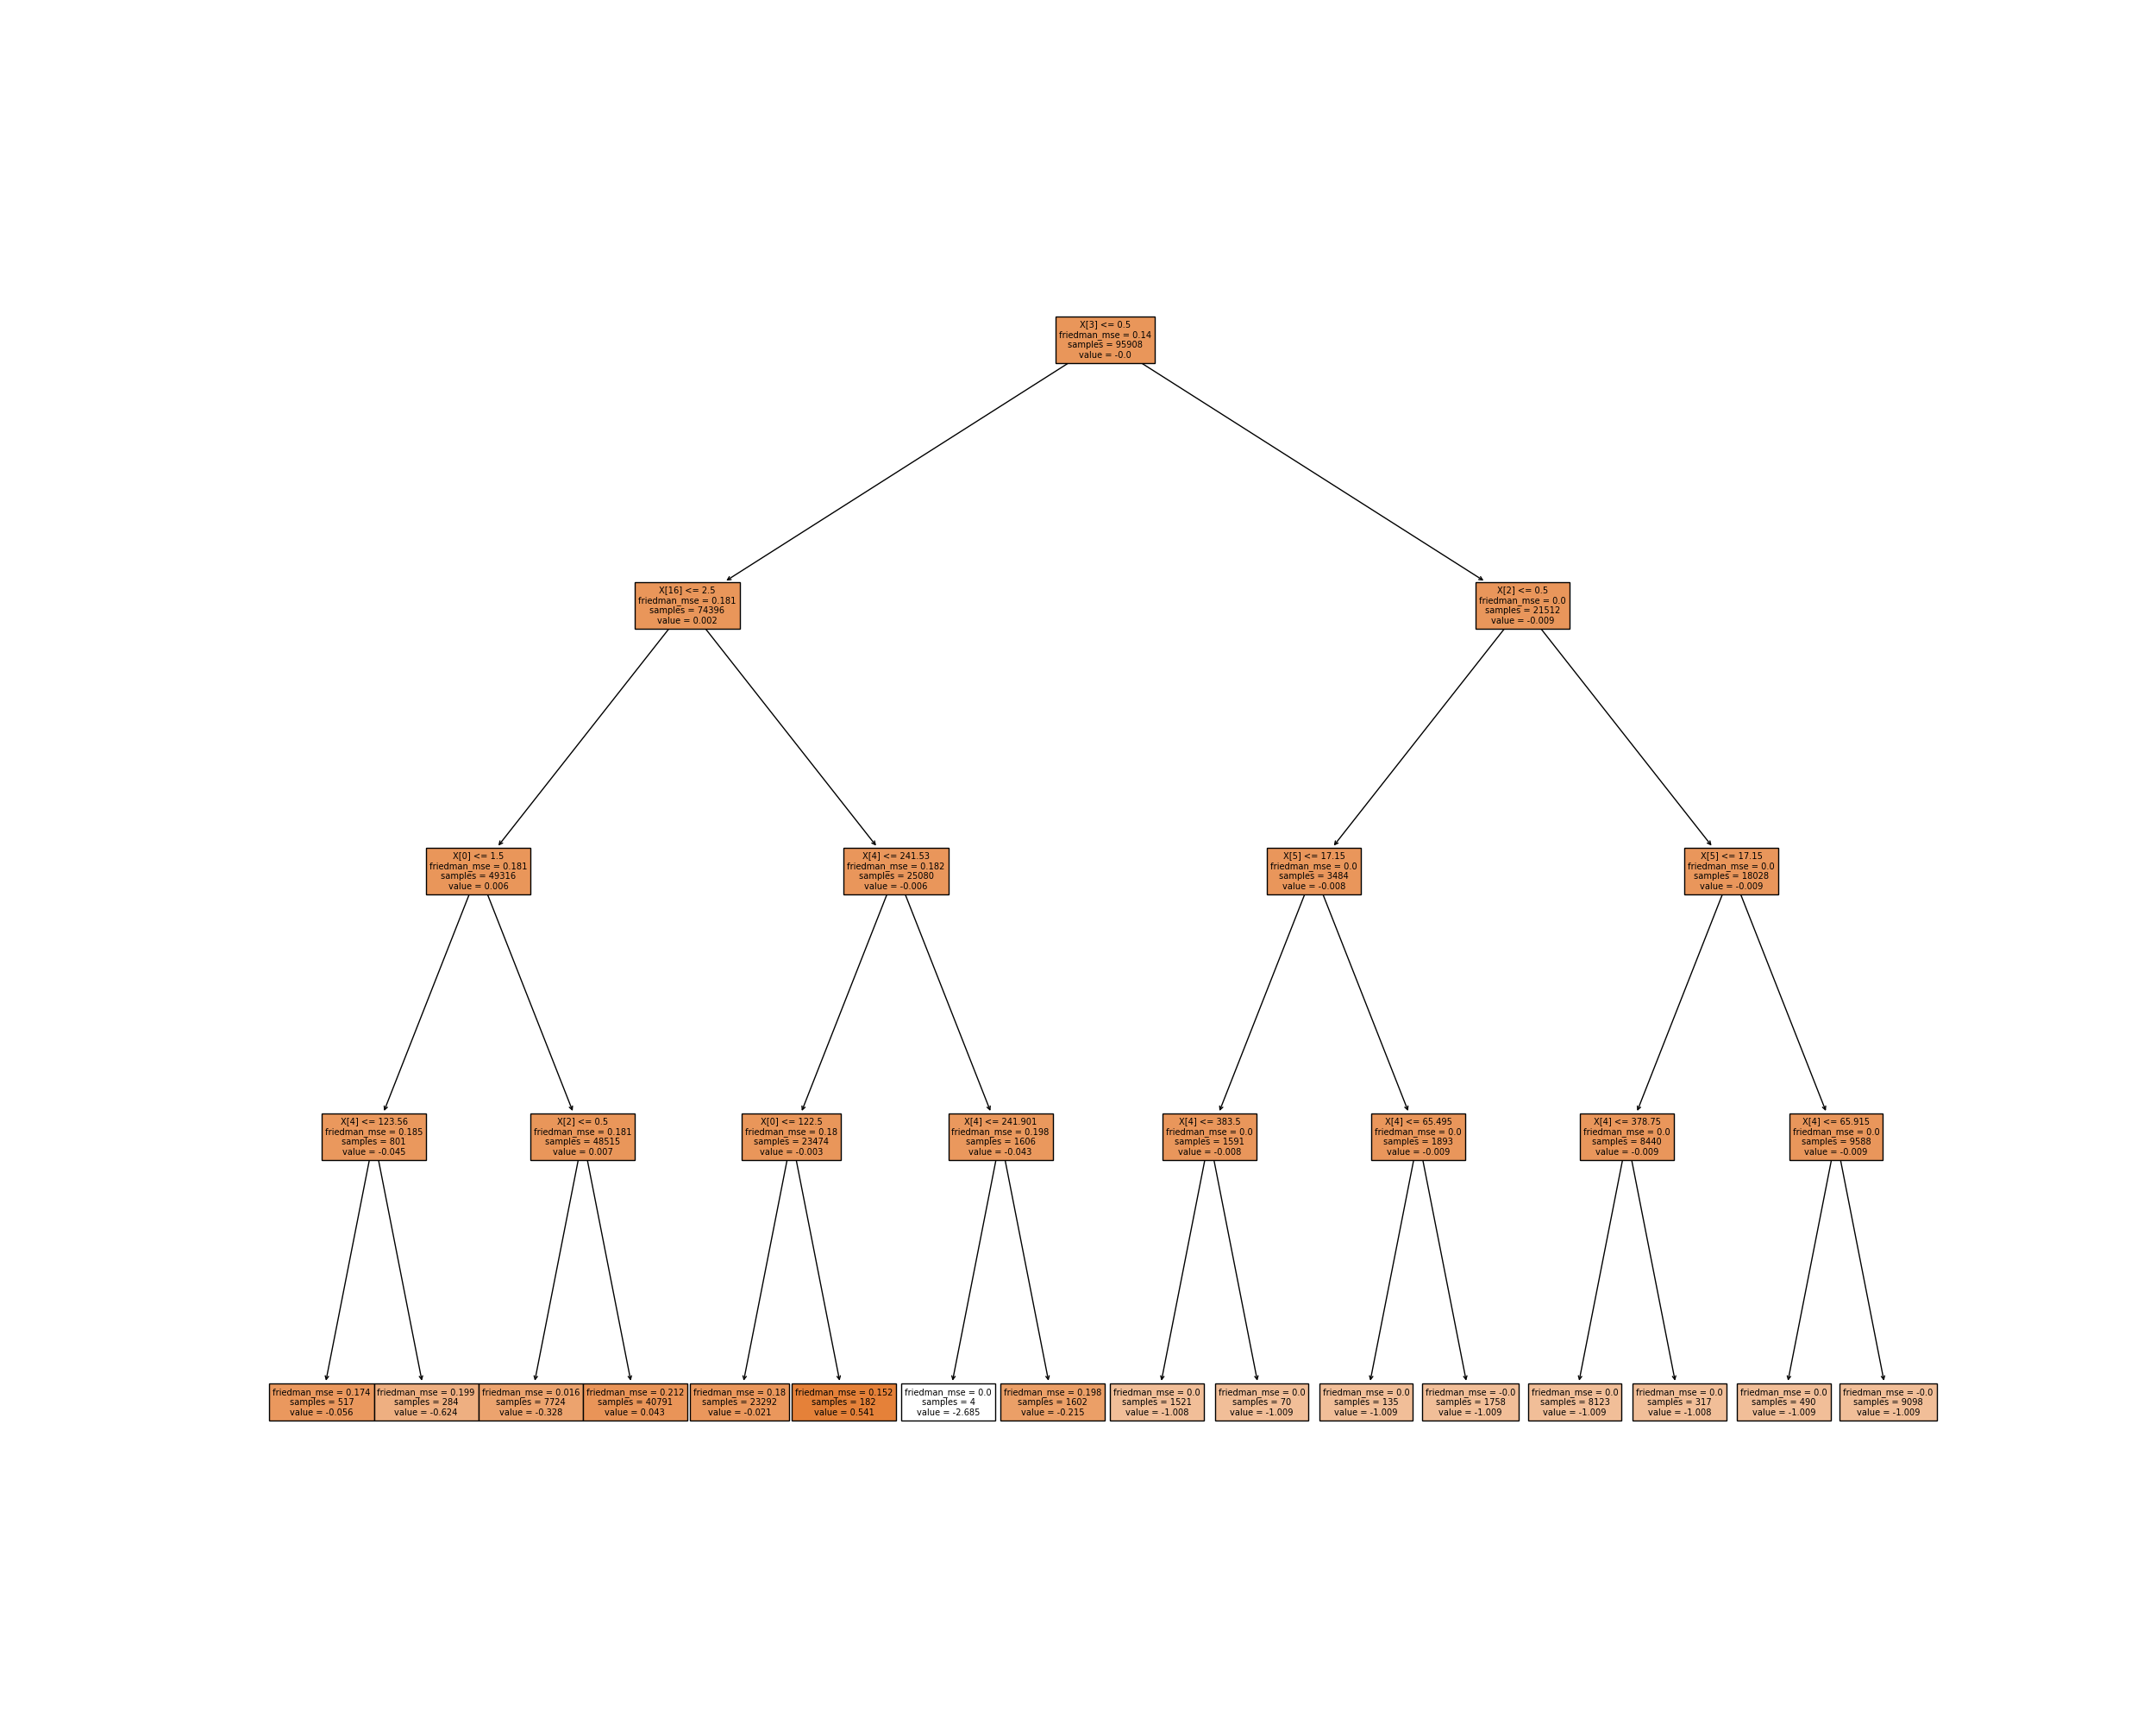 X[3] <= 0.5
friedman_mse = 0.14
samples = 95908
value = -0.0
X[16] <= 2.5
friedman_mse = 0.181
samples = 74396
value = 0.002
X[2] <= 0.5
friedman_mse = 0.0
samples = 21512
value = -0.009
X[0] <= 1.5
friedman_mse = 0.181
samples = 49316
value = 0.006
X[4] <= 241.53
friedman_mse = 0.182
samples = 25080
value = -0.006
X[5] <= 17.15
friedman_mse = 0.0
samples = 3484
value = -0.008
X[5] <= 17.15
friedman_mse = 0.0
samples = 18028
value = -0.009
X[4] <= 123.56
friedman_mse = 0.185
samples = 801
value = -0.045
X[2] <= 0.5
friedman_mse = 0.181
samples = 48515
value = 0.007
X[0] <= 122.5
friedman_mse = 0.18
samples = 23474
value = -0.003
X[4] <= 241.901
friedman_mse = 0.198
samples = 1606
value = -0.043
X[4] <= 383.5
friedman_mse = 0.0
samples = 1591
value = -0.008
X[4] <= 65.495
friedman_mse = 0.0
samples = 1893
value = -0.009
X[4] <= 378.75
friedman_mse = 0.0
samples = 8440
value = -0.009
X[4] <= 65.915
friedman_mse = 0.0
samples = 9588
value = -0.009
friedman_mse = 0.174
samples = 517
value = -0.056
friedman_mse = 0.199
samples = 284
value = -0.624
friedman_mse = 0.016
samples = 7724
value = -0.328
friedman_mse = 0.212
samples = 40791
value = 0.043
friedman_mse = 0.18
samples = 23292
value = -0.021
friedman_mse = 0.152
samples = 182
value = 0.541
friedman_mse = 0.0
samples = 4
value = -2.685
friedman_mse = 0.198
samples = 1602
value = -0.215
friedman_mse = 0.0
samples = 1521
value = -1.008
friedman_mse = 0.0
samples = 70
value = -1.009
friedman_mse = 0.0
samples = 135
value = -1.009
friedman_mse = -0.0
samples = 1758
value = -1.009
friedman_mse = 0.0
samples = 8123
value = -1.009
friedman_mse = 0.0
samples = 317
value = -1.008
friedman_mse = 0.0
samples = 490
value = -1.009
friedman_mse = -0.0
samples = 9098
value = -1.009